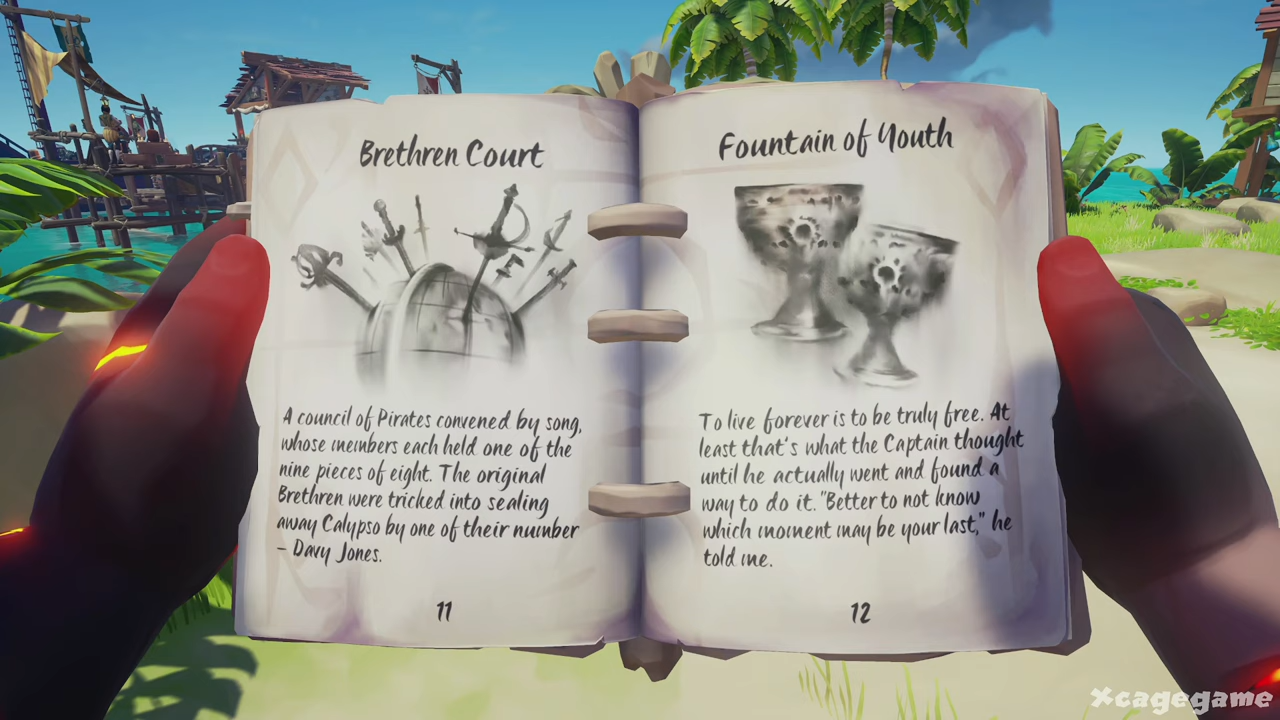 Brethren Court
A council of Pirates convened by song,
whose members each held one of the
nine pieces of eight. The original
Brethren were tricked into sealing
away Calypso by one of their number
– Davy Jones.
11
Fountain of Youth
To live forever is to be truly free. At
least that's what the Captain thought
until he actually went and found a
way to do it. "Better to not know
which moment may be your last," he
told me.
12
Xcagegame